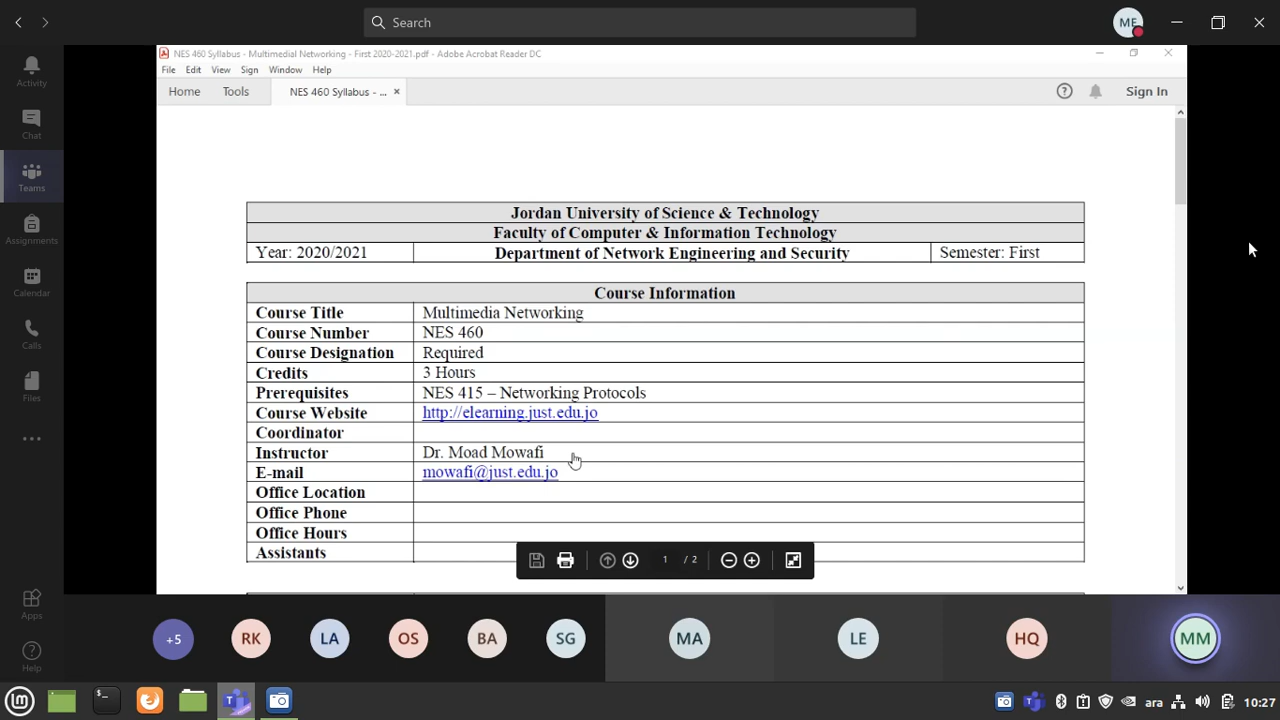 Search
ME
NES 460 Syllabus - Multimedial Networking - First 2020-2021.pdf - Adobe Acrobat Reader DC
File Edit View Sign Window Help
Home Tools NES 460 Syllabus - ... × Sign In
Activity
Chat
Teams
Assignments
Calendar
Calls
Files
Apps
Help
Jordan University of Science & Technology
Faculty of Computer & Information Technology
Year: 2020/2021 Department of Network Engineering and Security Semester: First
Course Information
Course Title Multimedia Networking
Course Number NES 460
Course Designation Required
Credits 3 Hours
Prerequisites NES 415 – Networking Protocols
Course Website http://elearning.just.edu.jo
Coordinator
Instructor Dr. Moad Mowafi
E-mail mowafi@just.edu.jo
Office Location
Office Phone
Office Hours
Assistants
1 / 2
+5 RK LA OS BA SG MA LE HQ MM
ara 10:27